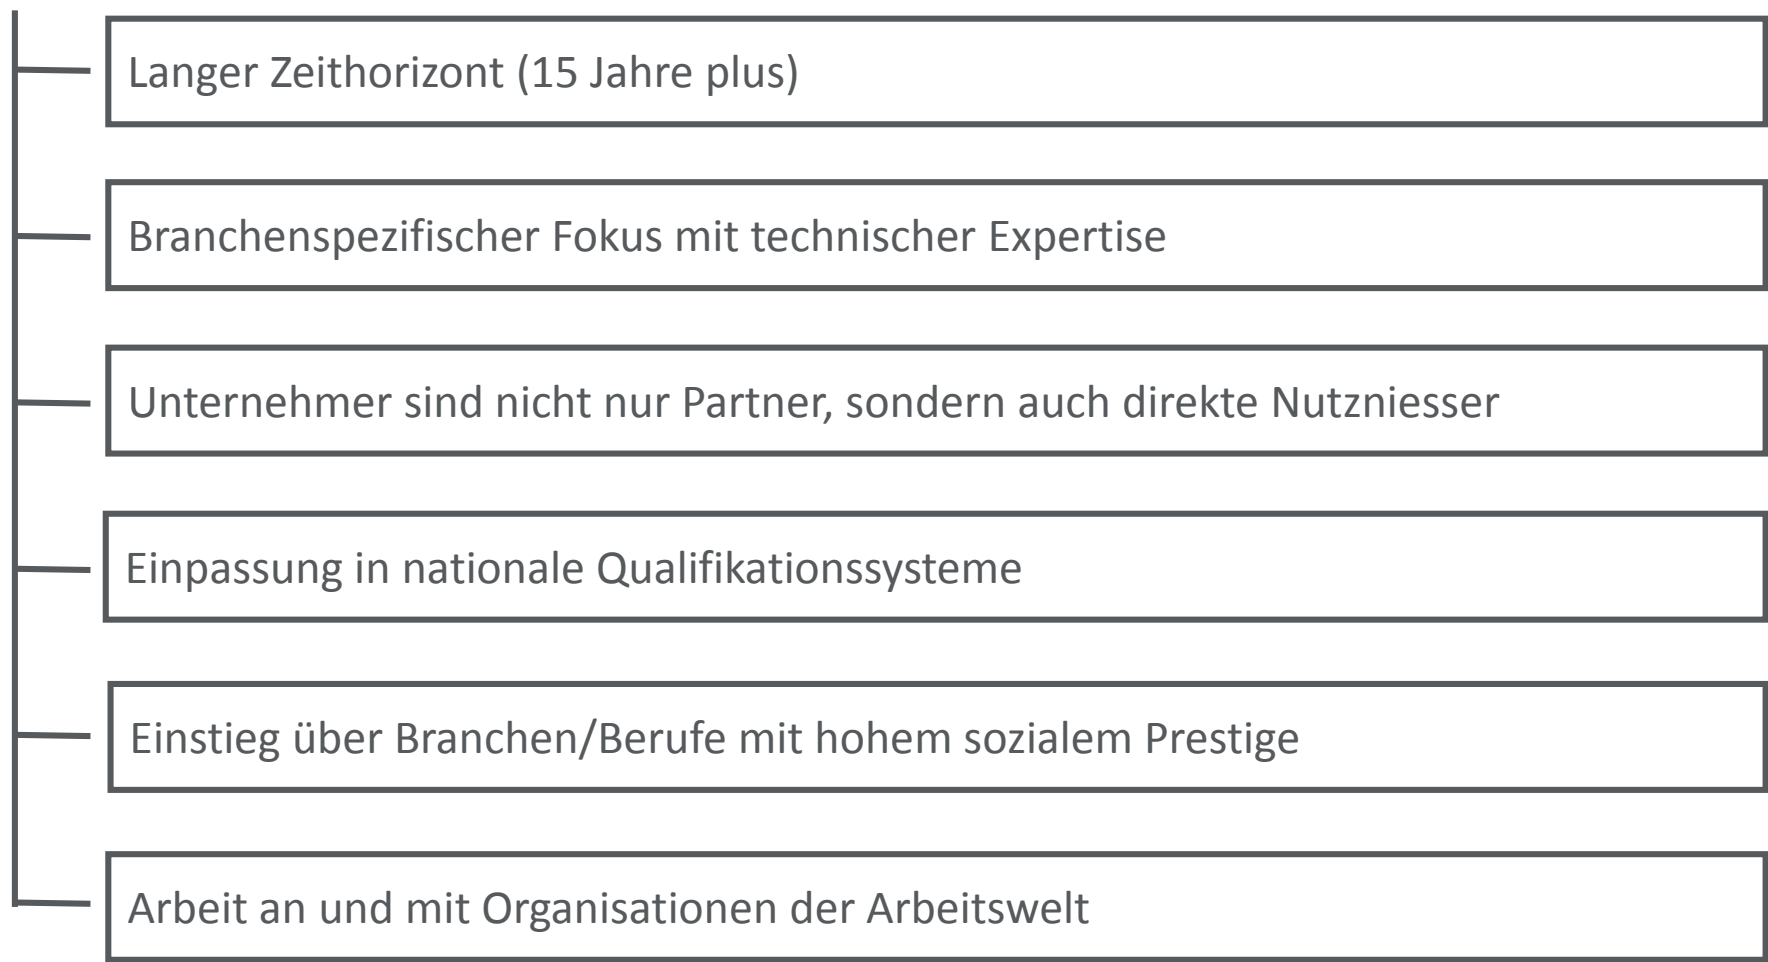 Langer Zeithorizont (15 Jahre plus)
Branchenspezifischer Fokus mit technischer Expertise
Unternehmer sind nicht nur Partner, sondern auch direkte Nutzniesser
Einpassung in nationale Qualifikationssysteme
Einstieg über Branchen/Berufe mit hohem sozialem Prestige
Arbeit an und mit Organisationen der Arbeitswelt